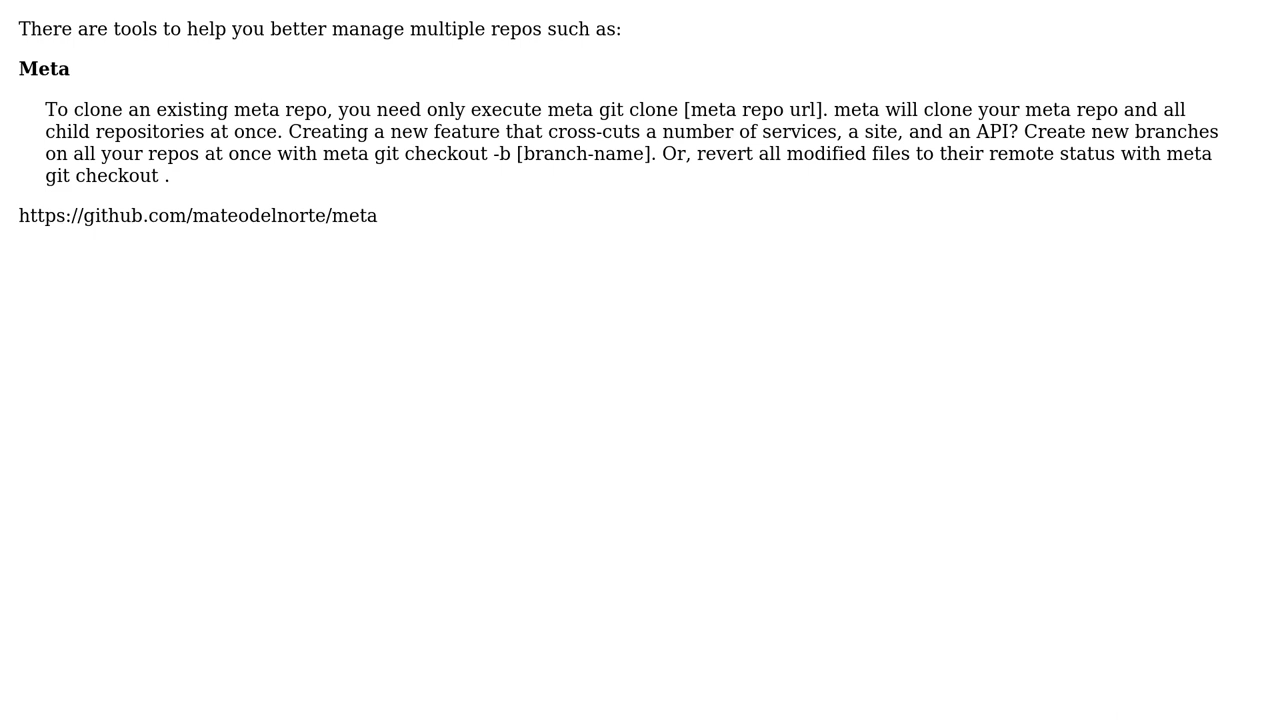 There are tools to help you better manage multiple repos such as:
Meta
To clone an existing meta repo, you need only execute meta git clone [meta repo url]. meta will clone your meta repo and all
child repositories at once. Creating a new feature that cross-cuts a number of services, a site, and an API? Create new branches
on all your repos at once with meta git checkout -b [branch-name]. Or, revert all modified files to their remote status with meta
git checkout .
https://github.com/mateodelnorte/meta